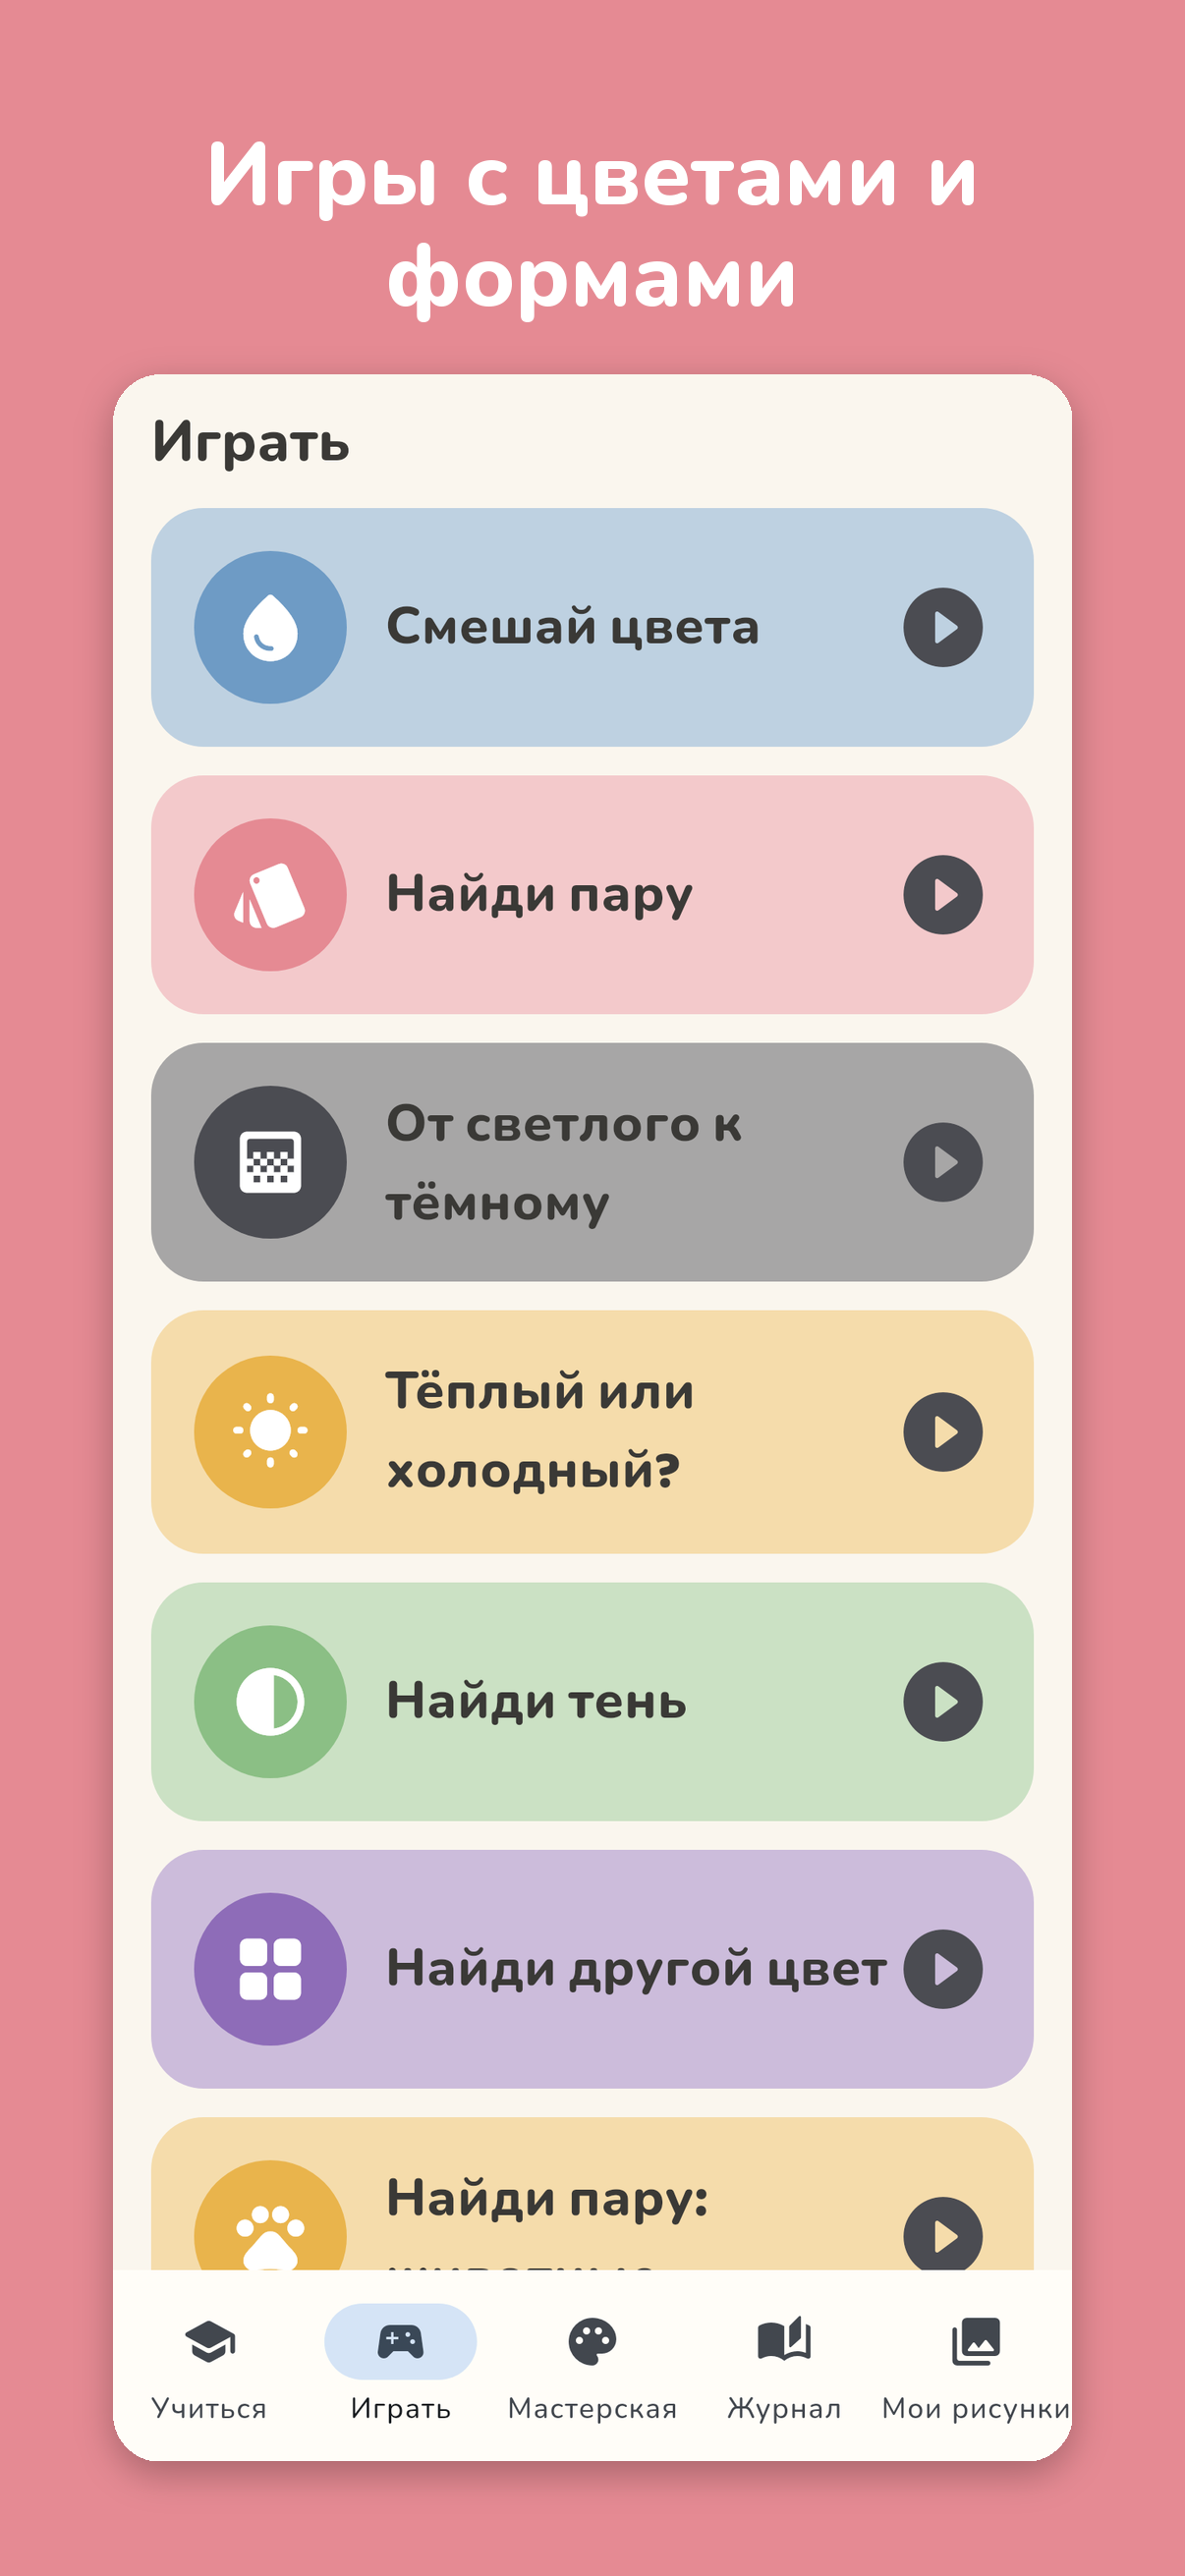 Игры с цветами и
формами
Играть
Смешай цвета
Найди пару
От светлого к
тёмному
Тёплый или
холодный?
Найди тень
Найди другой цвет
Найди пару:
Учиться
Играть
Мастерская
Журнал
Мои рисунки